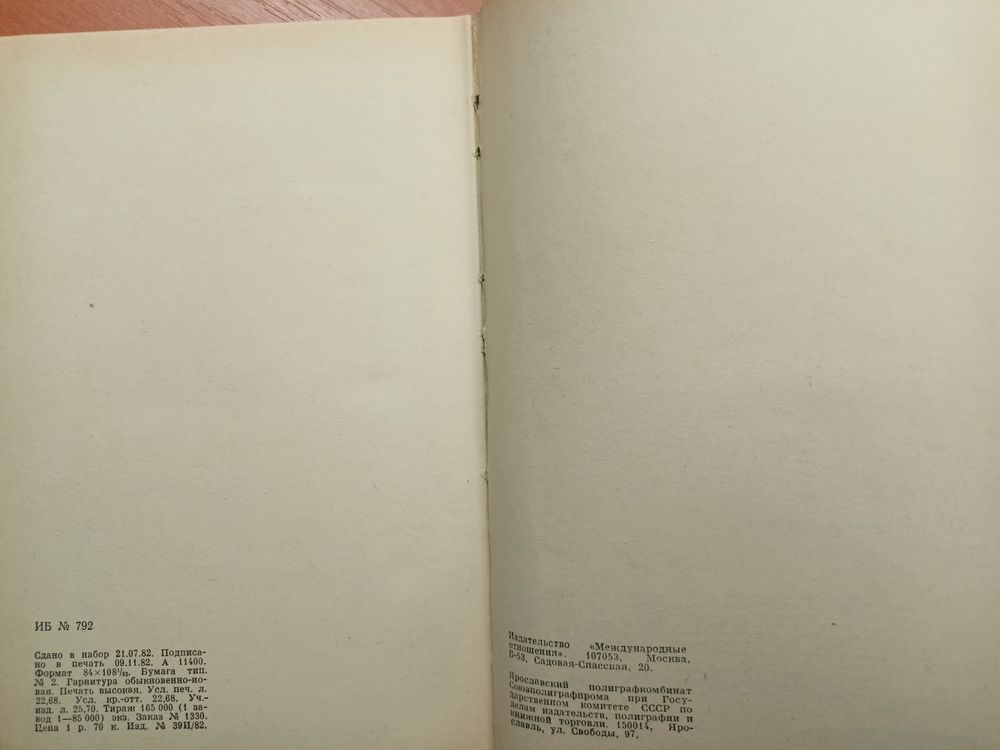 ИБ № 792
Сдано в набор 21.07.82. Подписа-
но в печать 09.11.82. А 11400.
Формат 84×108¹/₃₂. Бумага тип.
№ 2. Гарнитура обыкновенно-но-
вая. Печать высокая. Усл. печ. л.
22,68. Усл. кр.-отт. 22,68. Уч.-
изд. л. 25,70. Тираж 165 000 (1 за-
вод 1—85 000) экз. Заказ № 1330.
Цена 1 р. 70 к. Изд. № 39И/82.
Издательство «Международные
отношения». 107053, Москва,
Б-53, Садовая-Спасская, 20.
Ярославский полиграфкомбинат
Союзполиграфпрома при Госу-
дарственном комитете СССР по
делам издательств, полиграфии и
книжной торговли. 150014, Яро-
славль, ул. Свободы, 97.